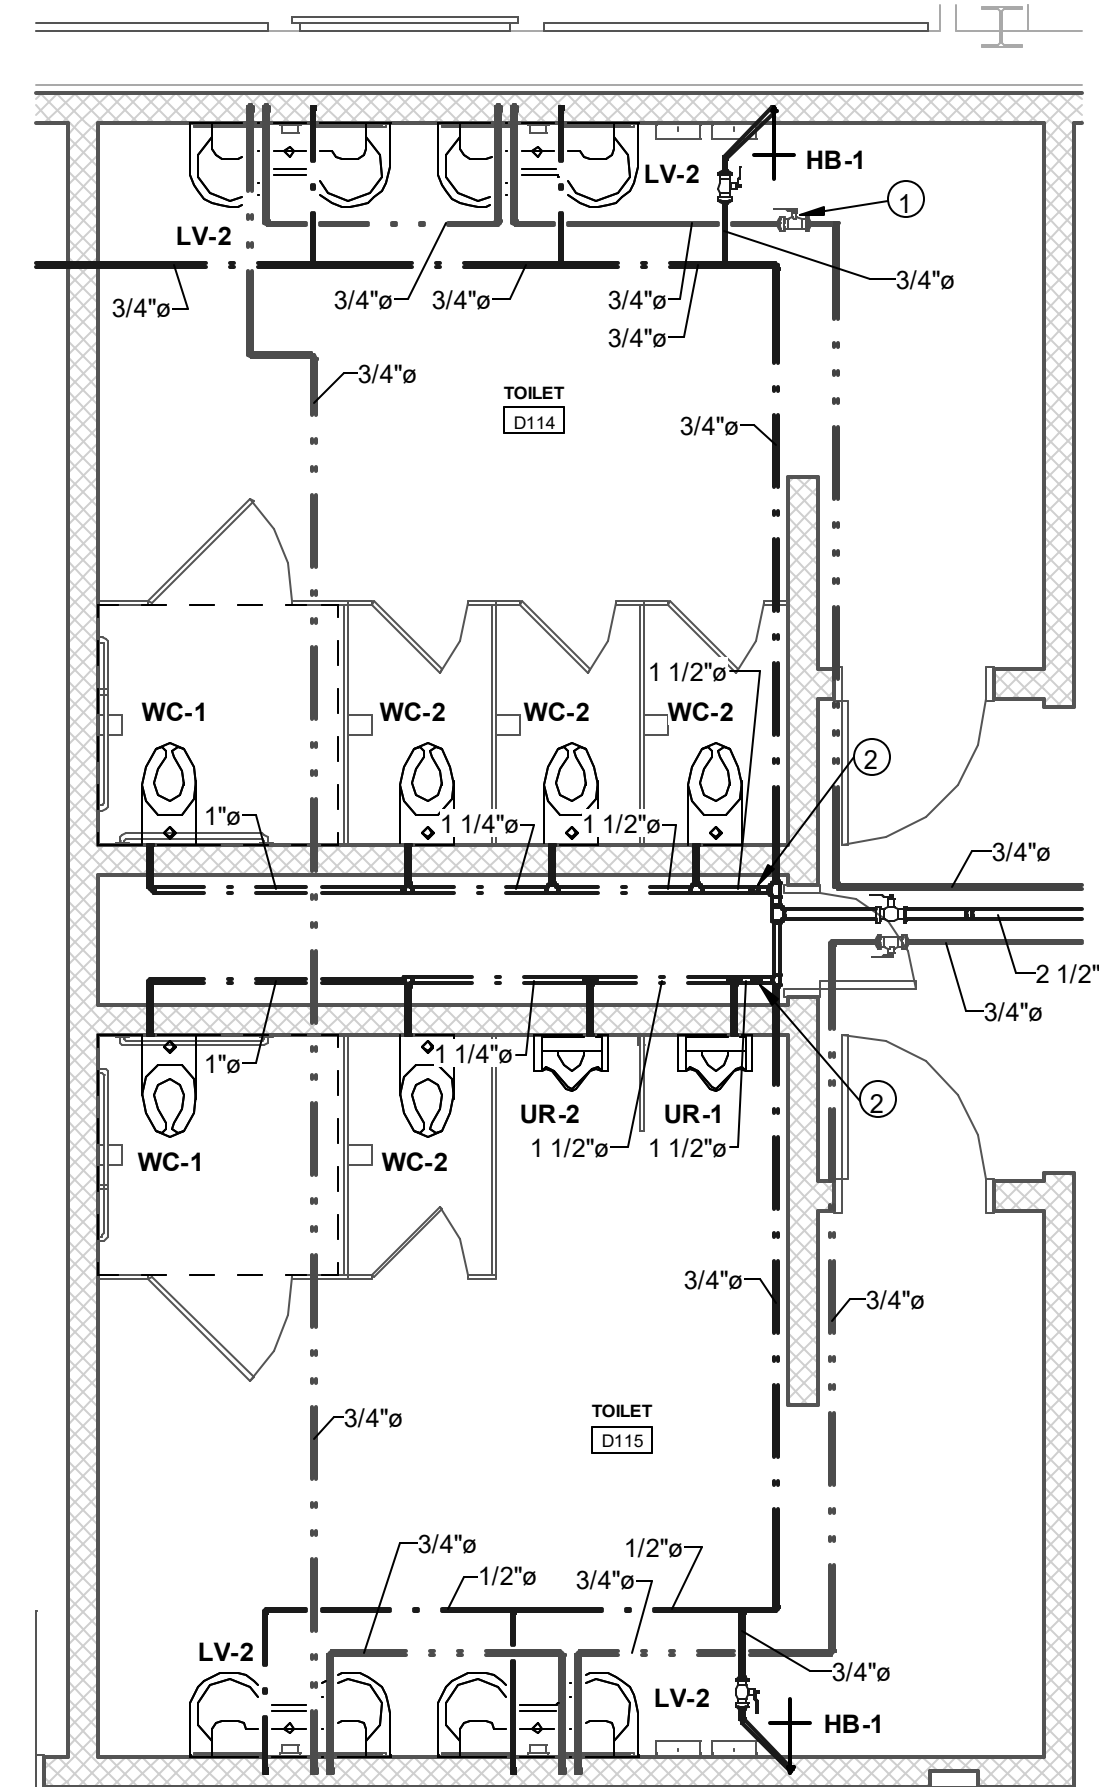 LV-2
HB-1
1
LV-2
3/4"ø
3/4"ø
3/4"ø
3/4"ø
3/4"ø
3/4"ø
3/4"ø
TOILET
D114
3/4"ø
1 1/2"ø
WC-1
WC-2
WC-2
WC-2
2
1"ø
1 1/4"ø
1 1/2"ø
3/4"ø
2 1/2"
3/4"ø
1"ø
1 1/4"ø
2
UR-2
UR-1
1 1/2"ø
1 1/2"ø
WC-1
WC-2
3/4"ø
3/4"ø
3/4"ø
TOILET
D115
3/4"ø
1/2"ø
1/2"ø
3/4"ø
LV-2
3/4"ø
LV-2
HB-1